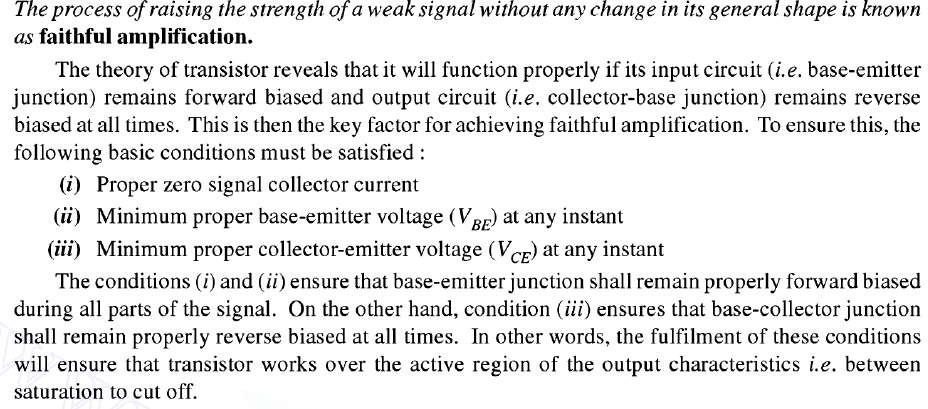 The process of raising the strength of a weak signal without any change in its general shape is known
as faithful amplification.
The theory of transistor reveals that it will function properly if its input circuit (i.e. base-emitter
junction) remains forward biased and output circuit (i.e. collector-base junction) remains reverse
biased at all times. This is then the key factor for achieving faithful amplification. To ensure this, the
following basic conditions must be satisfied :
(i) Proper zero signal collector current
(ii) Minimum proper base-emitter voltage (VBE) at any instant
(iii) Minimum proper collector-emitter voltage (VCE) at any instant
The conditions (i) and (ii) ensure that base-emitter junction shall remain properly forward biased
during all parts of the signal. On the other hand, condition (iii) ensures that base-collector junction
shall remain properly reverse biased at all times. In other words, the fulfilment of these conditions
will ensure that transistor works over the active region of the output characteristics i.e. between
saturation to cut off.